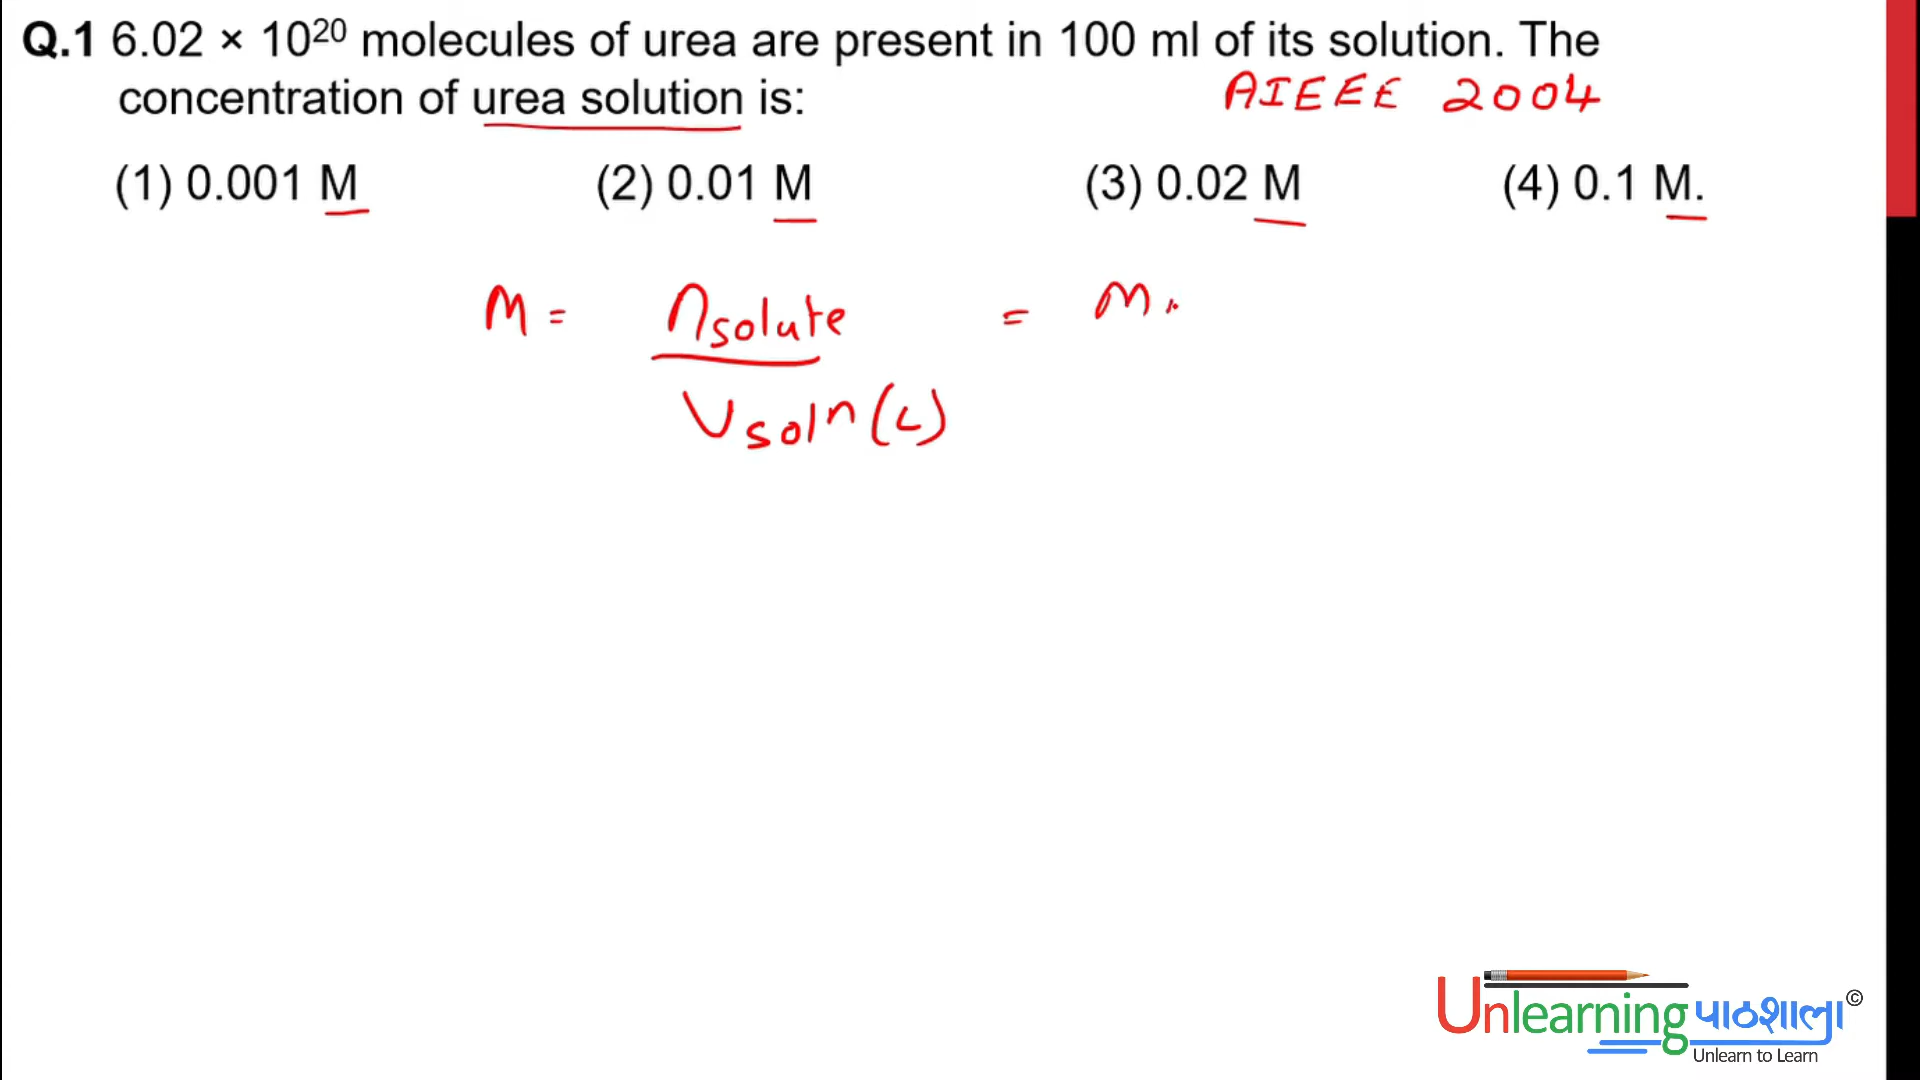 Q.1 6.02 × 10²⁰ molecules of urea are present in 100 ml of its solution. The
concentration of urea solution is:
AIEEE 2004
(1) 0.001 M (2) 0.01 M (3) 0.02 M (4) 0.1 M.
M = nsolute = m.
Vsoln(L)
Unlearning પાઠશાલા ©
Unlearn to Learn